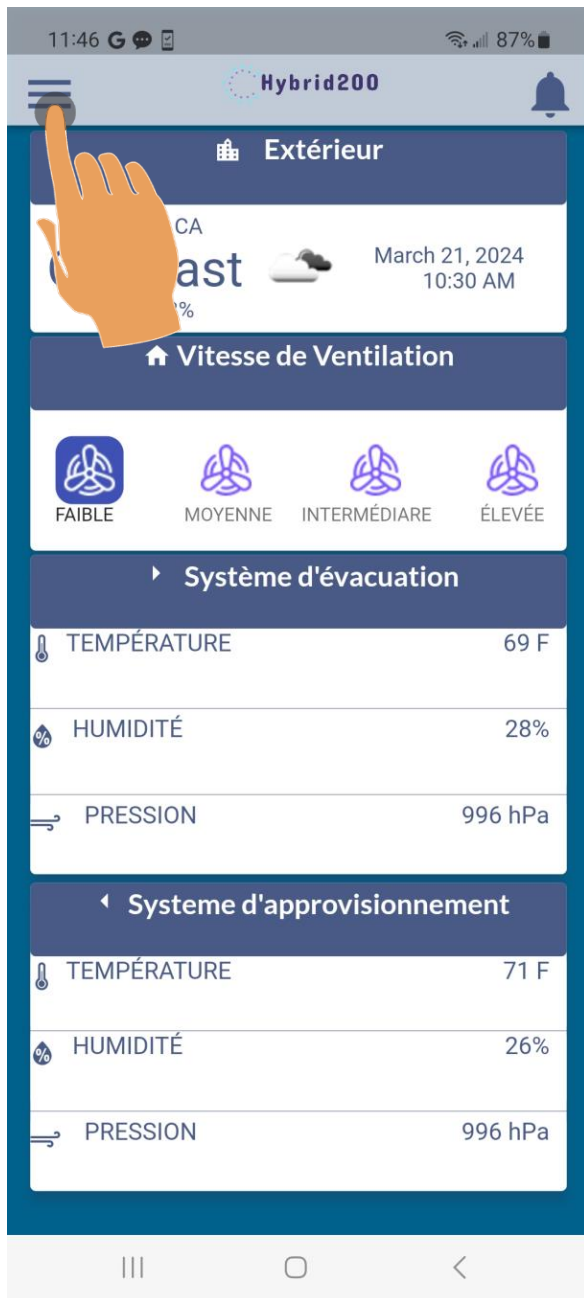 11:46 G 87%
Hybrid200
Extérieur
CA
ast
March 21, 2024
10:30 AM
%
Vitesse de Ventilation
FAIBLE MOYENNE INTERMÉDIARE ÉLEVÉE
Système d'évacuation
TEMPÉRATURE 69 F
HUMIDITÉ 28%
PRESSION 996 hPa
Systeme d'approvisionnement
TEMPÉRATURE 71 F
HUMIDITÉ 26%
PRESSION 996 hPa